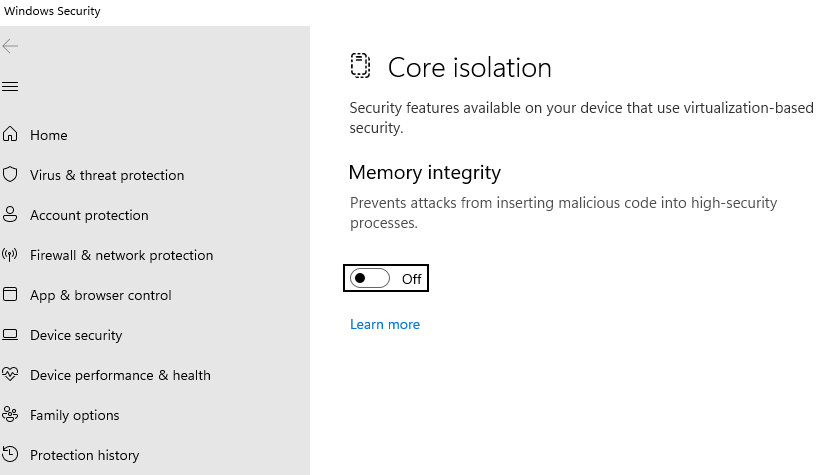 Windows Security
Home
Virus & threat protection
Account protection
Firewall & network protection
App & browser control
Device security
Device performance & health
Family options
Protection history
Core isolation
Security features available on your device that use virtualization-based
security.
Memory integrity
Prevents attacks from inserting malicious code into high-security
processes.
Off
Learn more